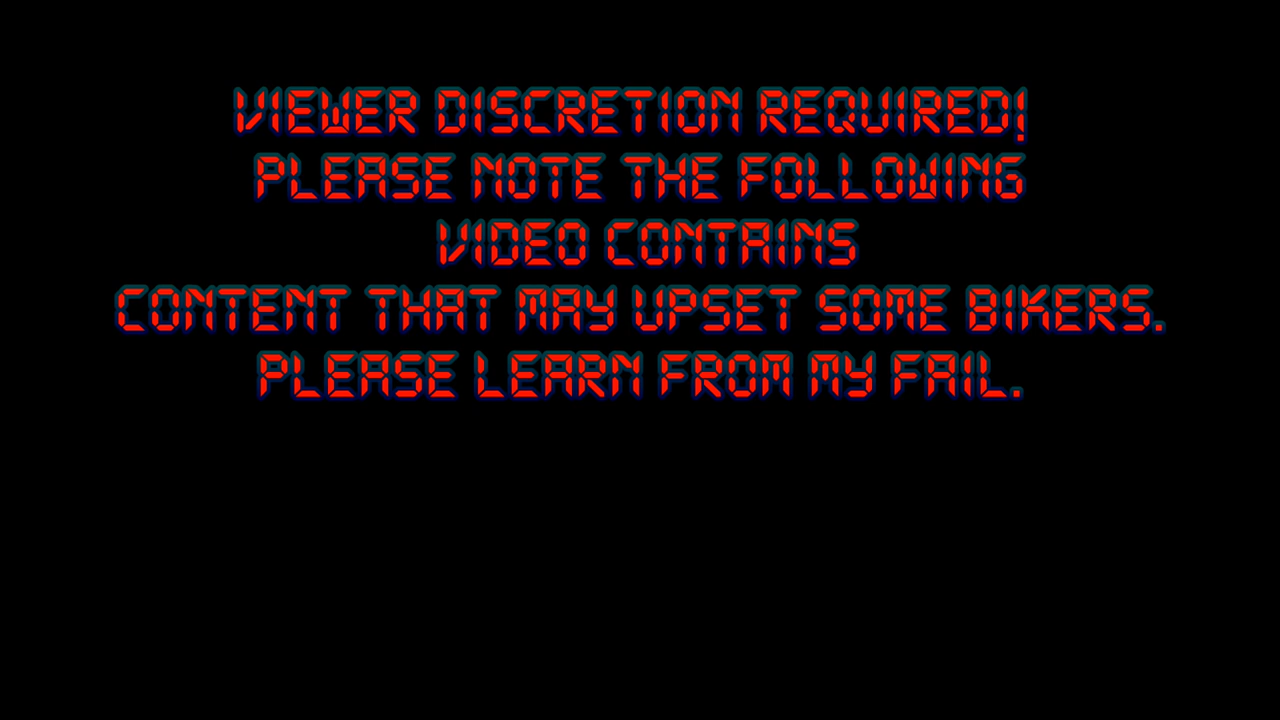 VIEWER DISCRETION REQUIRED!
PLEASE NOTE THE FOLLOWING
VIDEO CONTAINS
CONTENT THAT MAY UPSET SOME BIKERS.
PLEASE LEARN FROM MY FAIL.